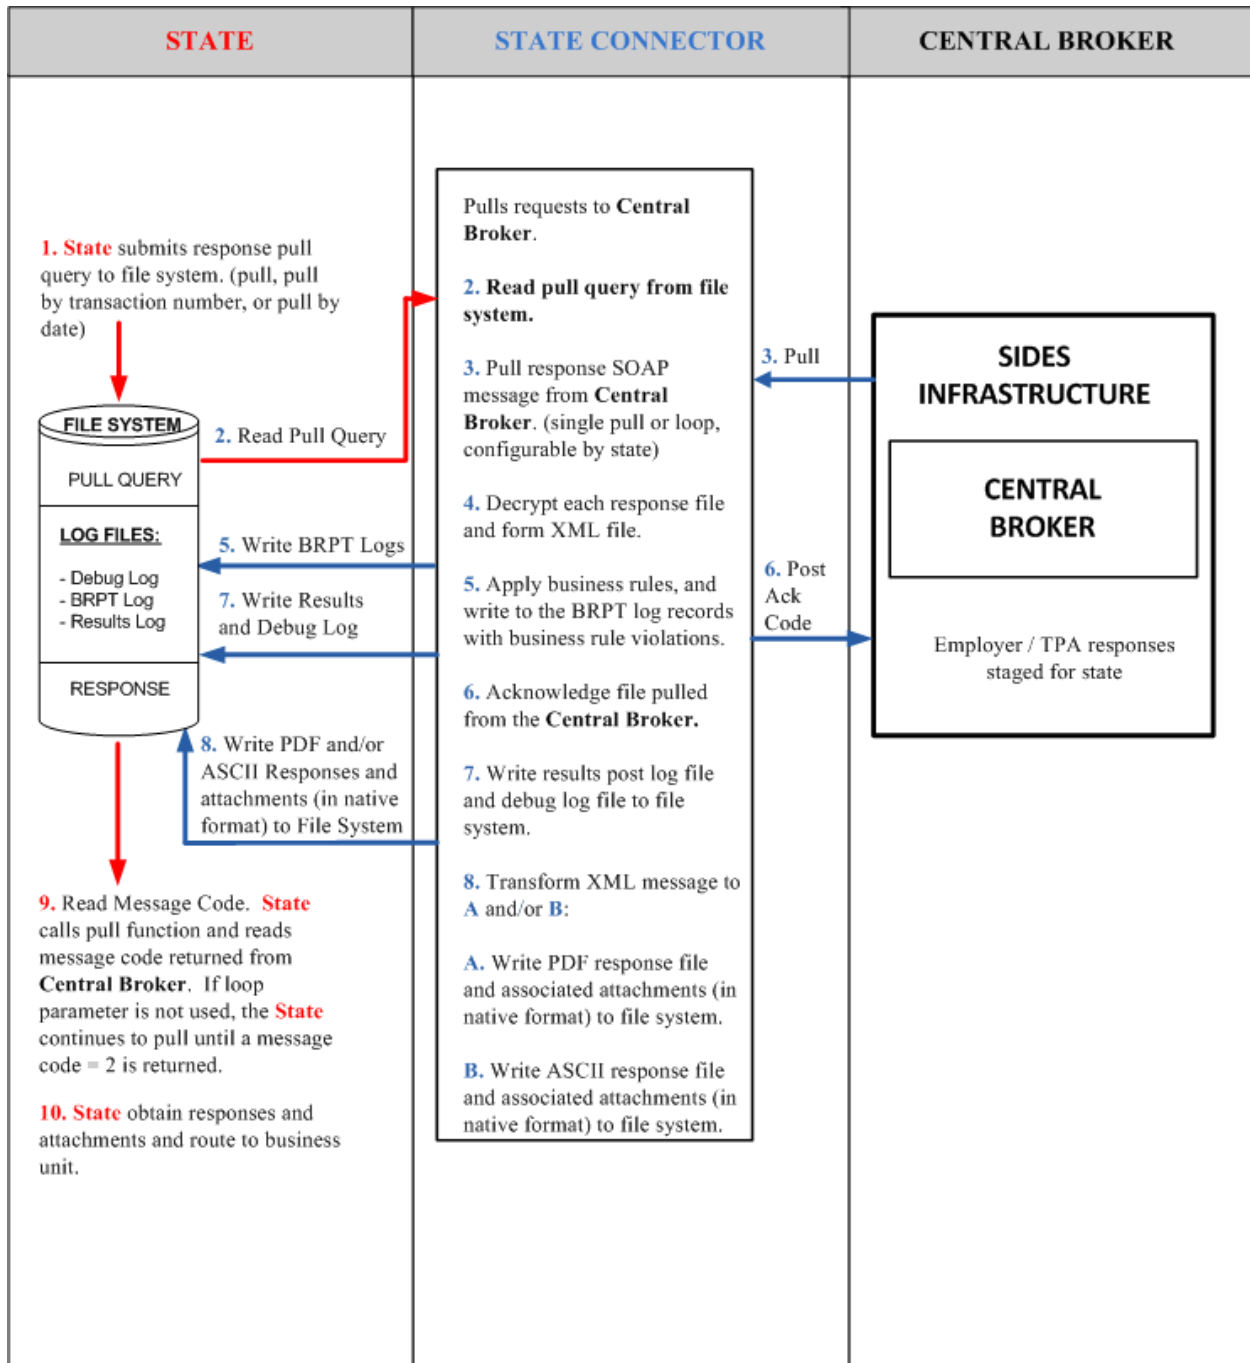 STATE
STATE CONNECTOR
CENTRAL BROKER
1. State submits response pull
query to file system. (pull, pull
by transaction number, or pull by
date)
FILE SYSTEM
PULL QUERY
LOG FILES:
- Debug Log
- BRPT Log
- Results Log
RESPONSE
2. Read Pull Query
5. Write BRPT Logs
7. Write Results
and Debug Log
8. Write PDF and/or
ASCII Responses and
attachments (in native
format) to File System
9. Read Message Code. State
calls pull function and reads
message code returned from
Central Broker. If loop
parameter is not used, the State
continues to pull until a message
code = 2 is returned.
10. State obtain responses and
attachments and route to business
unit.
Pulls requests to Central
Broker.
2. Read pull query from file
system.
3. Pull response SOAP
message from Central
Broker. (single pull or loop,
configurable by state)
4. Decrypt each response file
and form XML file.
5. Apply business rules, and
write to the BRPT log records
with business rule violations.
6. Acknowledge file pulled
from the Central Broker.
7. Write results post log file
and debug log file to file
system.
8. Transform XML message to
A and/or B:
A. Write PDF response file
and associated attachments (in
native format) to file system.
B. Write ASCII response file
and associated attachments (in
native format) to file system.
3. Pull
6. Post
Ack
Code
SIDES
INFRASTRUCTURE
CENTRAL
BROKER
Employer / TPA responses
staged for state